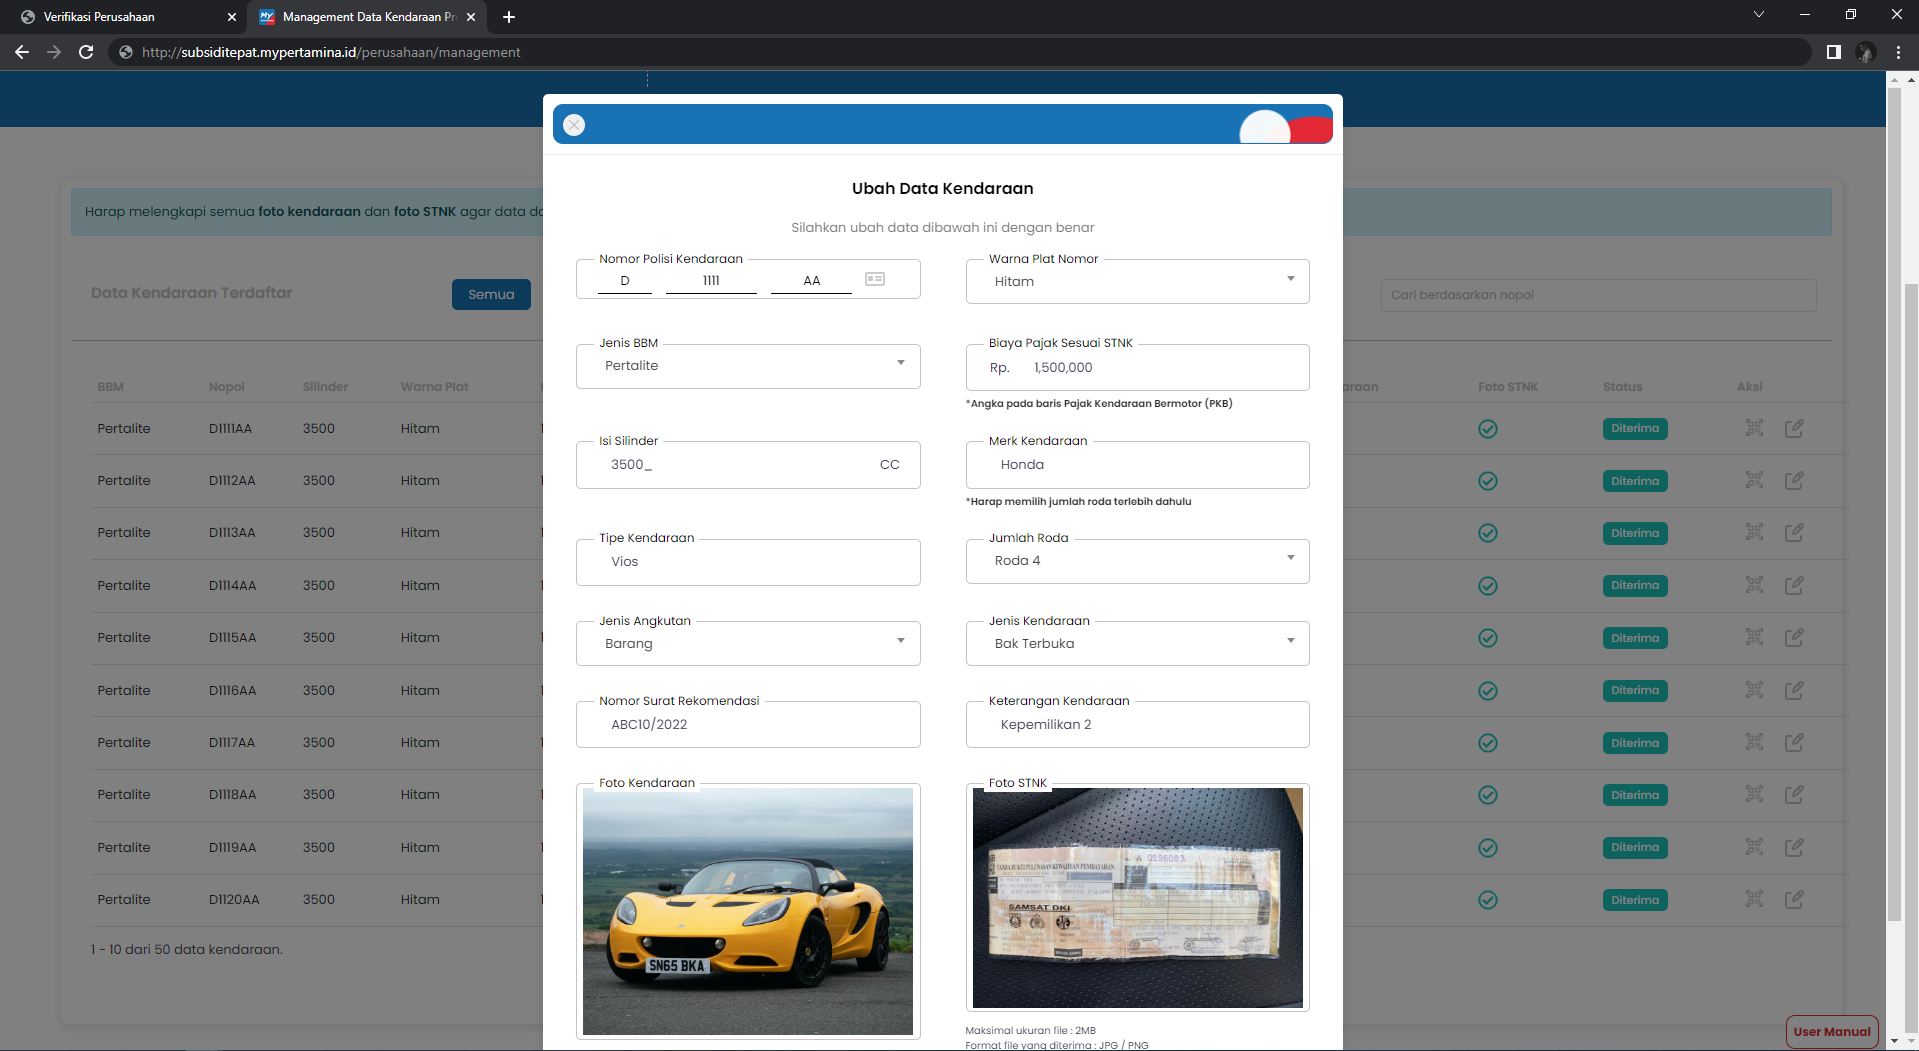 Verifikasi Perusahaan
Management Data Kendaraan Pr
http://subsiditepat.mypertamina.id/perusahaan/management
Harap melengkapi semua foto kendaraan dan foto STNK agar data da
Data Kendaraan Terdaftar
Semua
Cari berdasarkan nopol
BBM Nopol Silinder Warna Plat Foto STNK Status Aksi
Pertalite D1111AA 3500 Hitam Diterima
Pertalite D1112AA 3500 Hitam Diterima
Pertalite D1113AA 3500 Hitam Diterima
Pertalite D1114AA 3500 Hitam Diterima
Pertalite D1115AA 3500 Hitam Diterima
Pertalite D1116AA 3500 Hitam Diterima
Pertalite D1117AA 3500 Hitam Diterima
Pertalite D1118AA 3500 Hitam Diterima
Pertalite D1119AA 3500 Hitam Diterima
Pertalite D1120AA 3500 Hitam Diterima
1 - 10 dari 50 data kendaraan.
Ubah Data Kendaraan
Silahkan ubah data dibawah ini dengan benar
Nomor Polisi Kendaraan
D 1111 AA
Warna Plat Nomor
Hitam
Jenis BBM
Pertalite
Biaya Pajak Sesuai STNK
Rp. 1,500,000
*Angka pada baris Pajak Kendaraan Bermotor (PKB)
Isi Silinder
3500_ CC
Merk Kendaraan
Honda
*Harap memilih jumlah roda terlebih dahulu
Tipe Kendaraan
Vios
Jumlah Roda
Roda 4
Jenis Angkutan
Barang
Jenis Kendaraan
Bak Terbuka
Nomor Surat Rekomendasi
ABC10/2022
Keterangan Kendaraan
Kepemilikan 2
Foto Kendaraan
SN65 BKA
Foto STNK
SAMSAT DKI
Maksimal ukuran file : 2MB
Format file yang diterima : JPG / PNG
User Manual